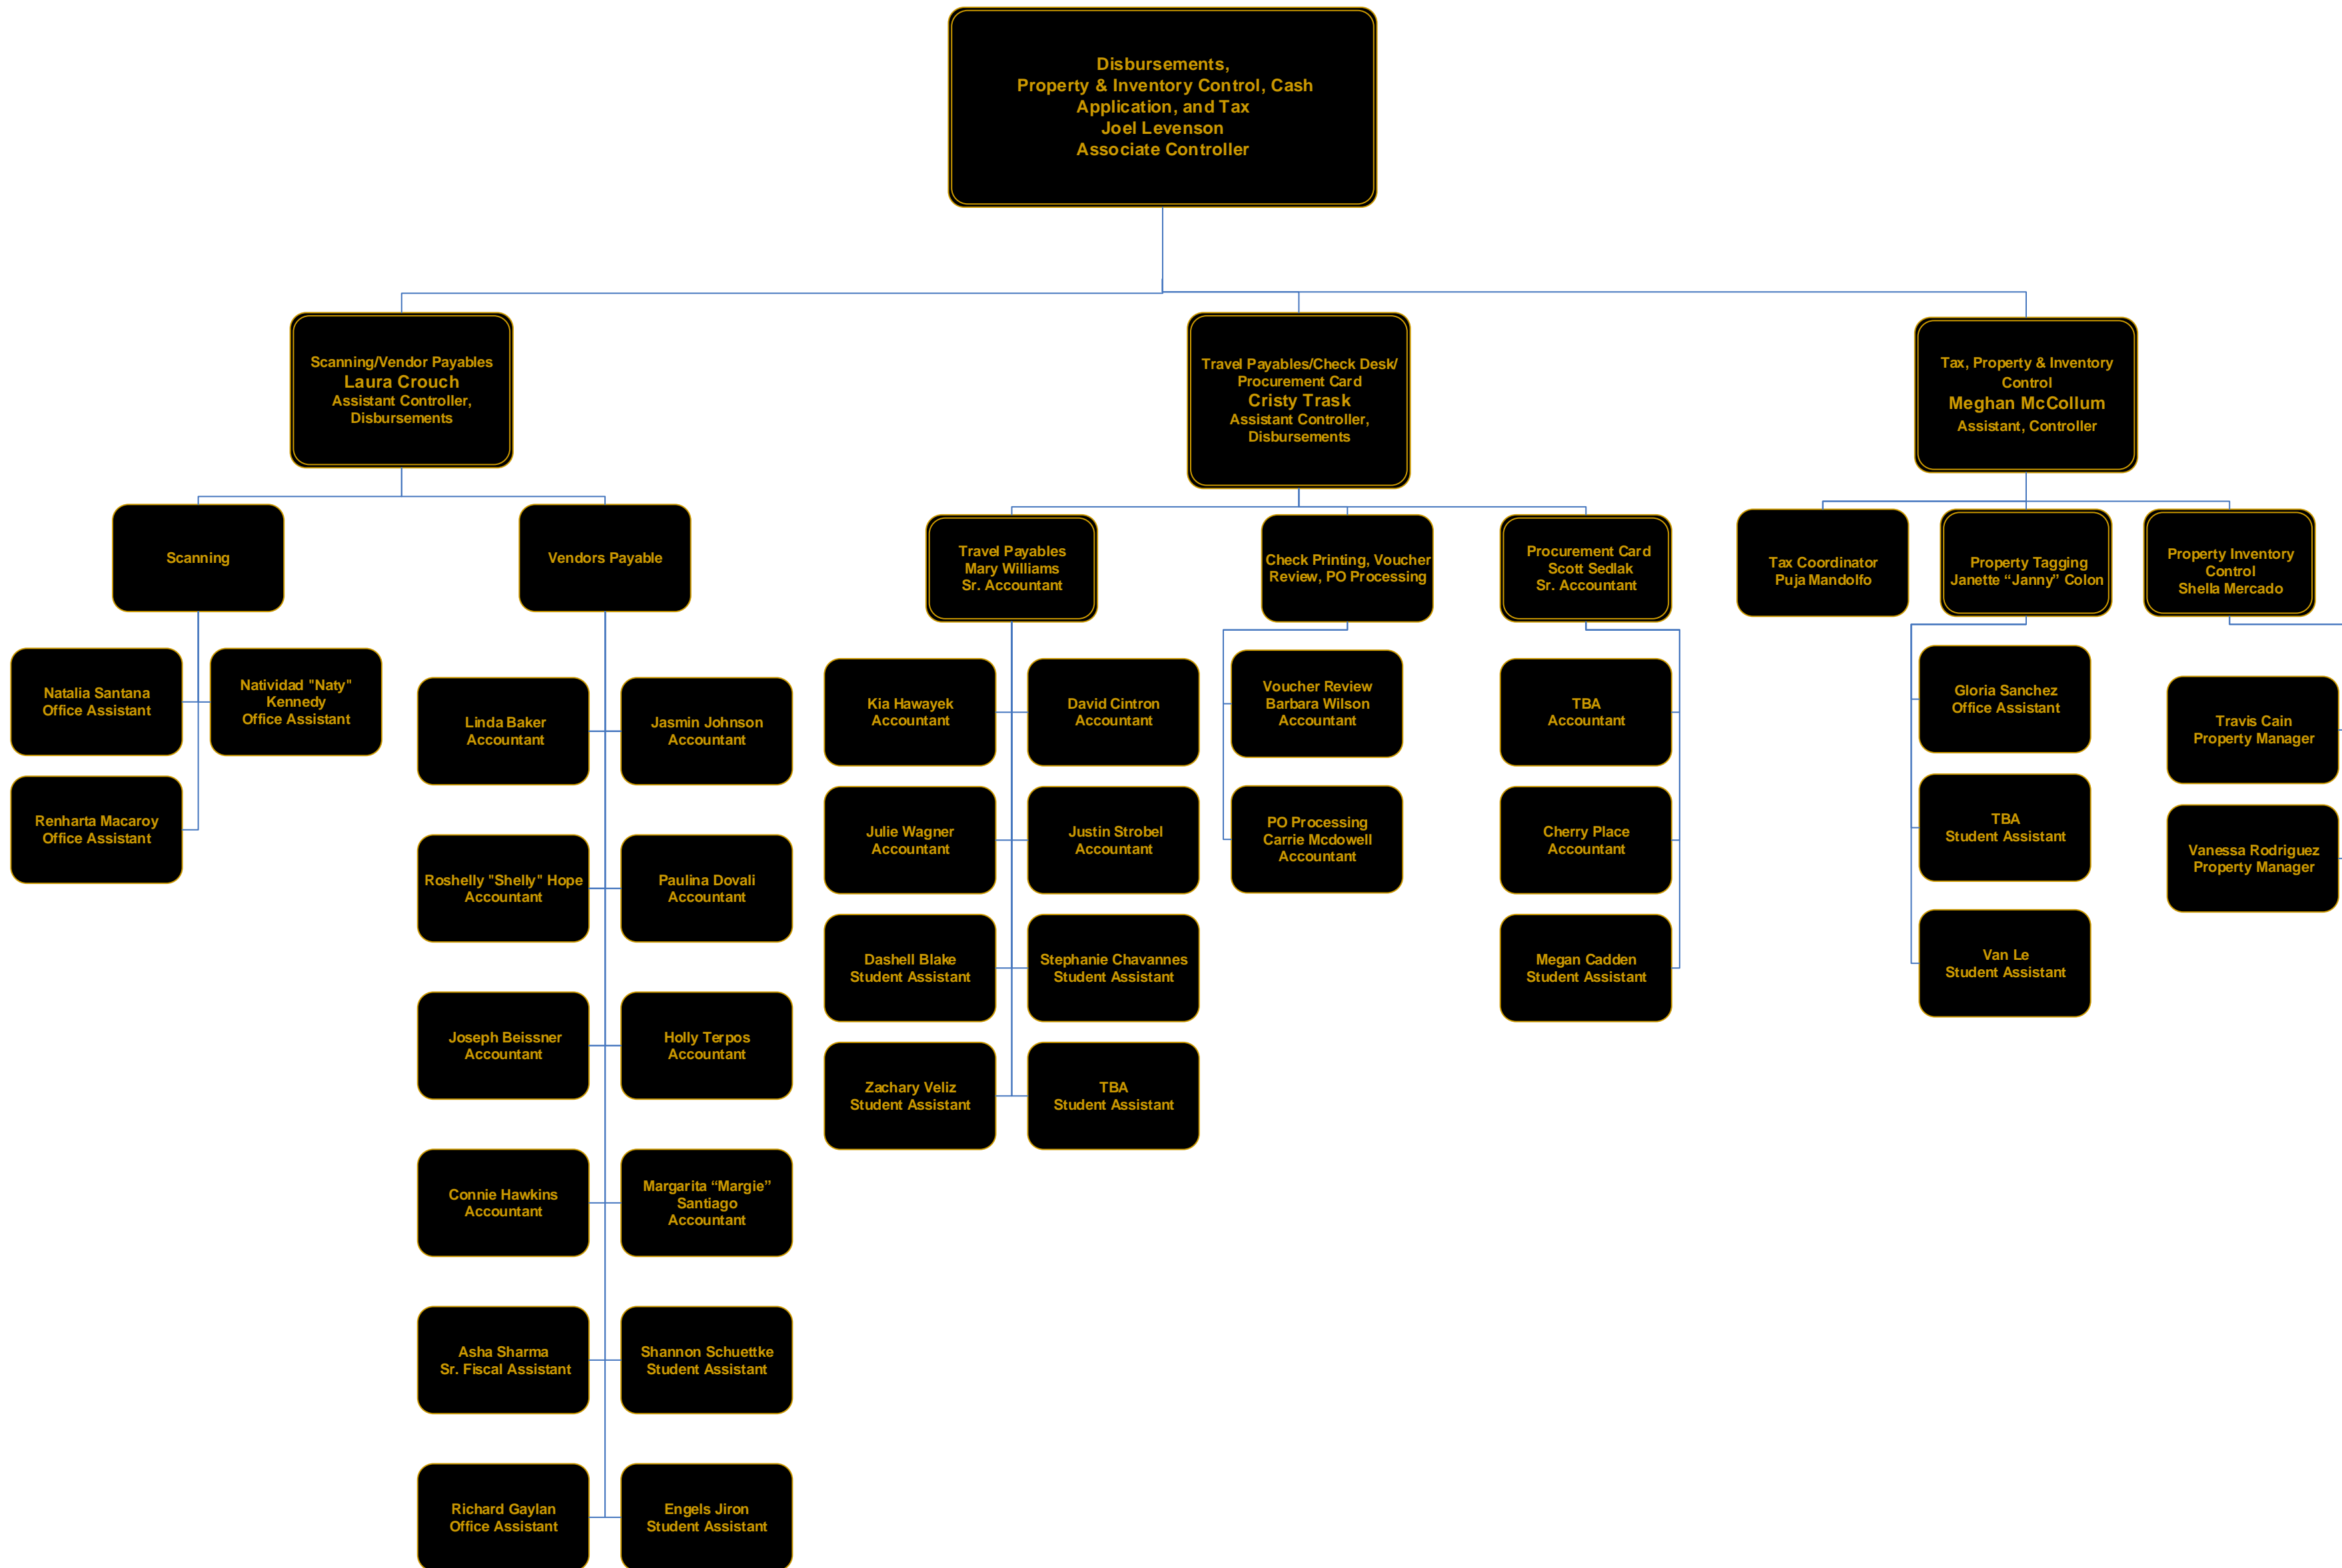 Disbursements,
Property & Inventory Control, Cash
Application, and Tax
Joel Levenson
Associate Controller
Scanning/Vendor Payables
Laura Crouch
Assistant Controller,
Disbursements
Travel Payables/Check Desk/
Procurement Card
Cristy Trask
Assistant Controller,
Disbursements
Tax, Property & Inventory
Control
Meghan McCollum
Assistant, Controller
Scanning
Vendors Payable
Travel Payables
Mary Williams
Sr. Accountant
Check Printing, Voucher
Review, PO Processing
Procurement Card
Scott Sedlak
Sr. Accountant
Tax Coordinator
Puja Mandolfo
Property Tagging
Janette “Janny” Colon
Property Inventory
Control
Shella Mercado
Natalia Santana
Office Assistant
Natividad "Naty"
Kennedy
Office Assistant
Renharta Macaroy
Office Assistant
Linda Baker
Accountant
Jasmin Johnson
Accountant
Roshelly "Shelly" Hope
Accountant
Paulina Dovali
Accountant
Joseph Beissner
Accountant
Holly Terpos
Accountant
Connie Hawkins
Accountant
Margarita “Margie”
Santiago
Accountant
Asha Sharma
Sr. Fiscal Assistant
Shannon Schuettke
Student Assistant
Richard Gaylan
Office Assistant
Engels Jiron
Student Assistant
Kia Hawayek
Accountant
David Cintron
Accountant
Julie Wagner
Accountant
Justin Strobel
Accountant
Dashell Blake
Student Assistant
Stephanie Chavannes
Student Assistant
Zachary Veliz
Student Assistant
TBA
Student Assistant
Voucher Review
Barbara Wilson
Accountant
PO Processing
Carrie Mcdowell
Accountant
TBA
Accountant
Cherry Place
Accountant
Megan Cadden
Student Assistant
Gloria Sanchez
Office Assistant
TBA
Student Assistant
Van Le
Student Assistant
Travis Cain
Property Manager
Vanessa Rodriguez
Property Manager